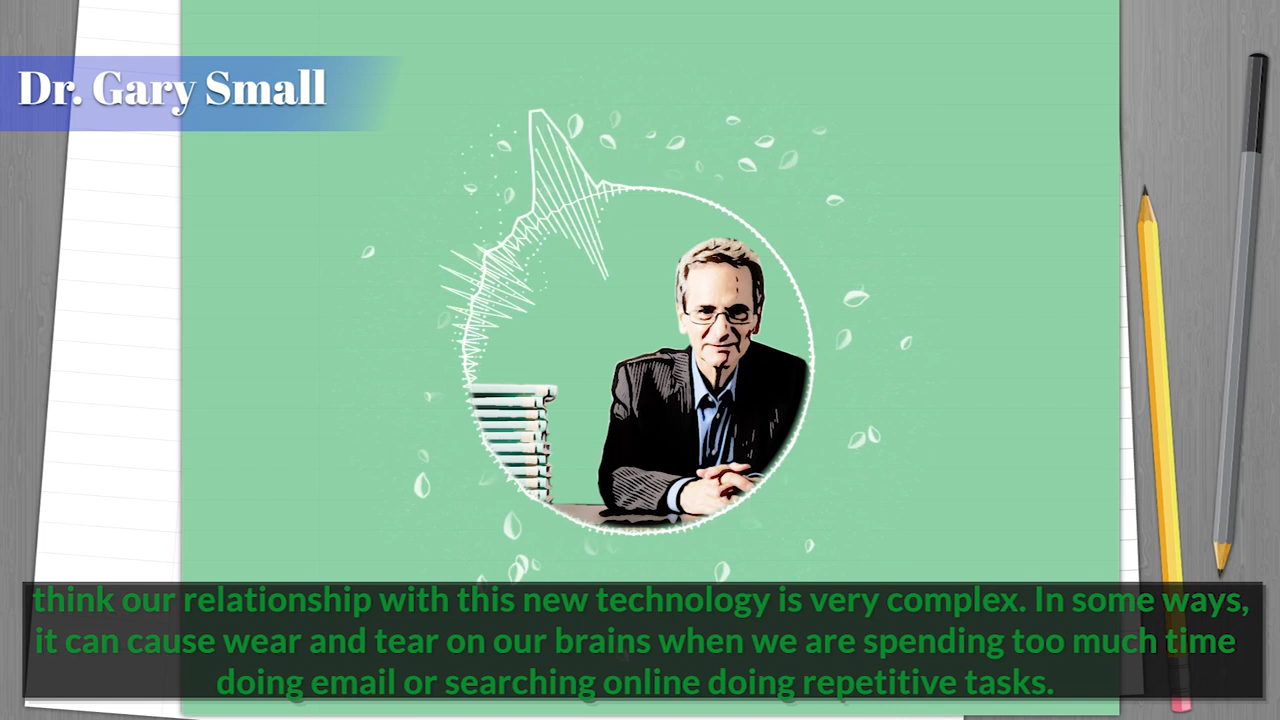 Dr. Gary Small
think our relationship with this new technology is very complex. In some ways,
it can cause wear and tear on our brains when we are spending too much time
doing email or searching online doing repetitive tasks.